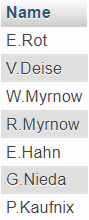 Name
E.Rot
V.Deise
W.Myrnow
R.Myrnow
E.Hahn
G.Nieda
P.Kaufnix